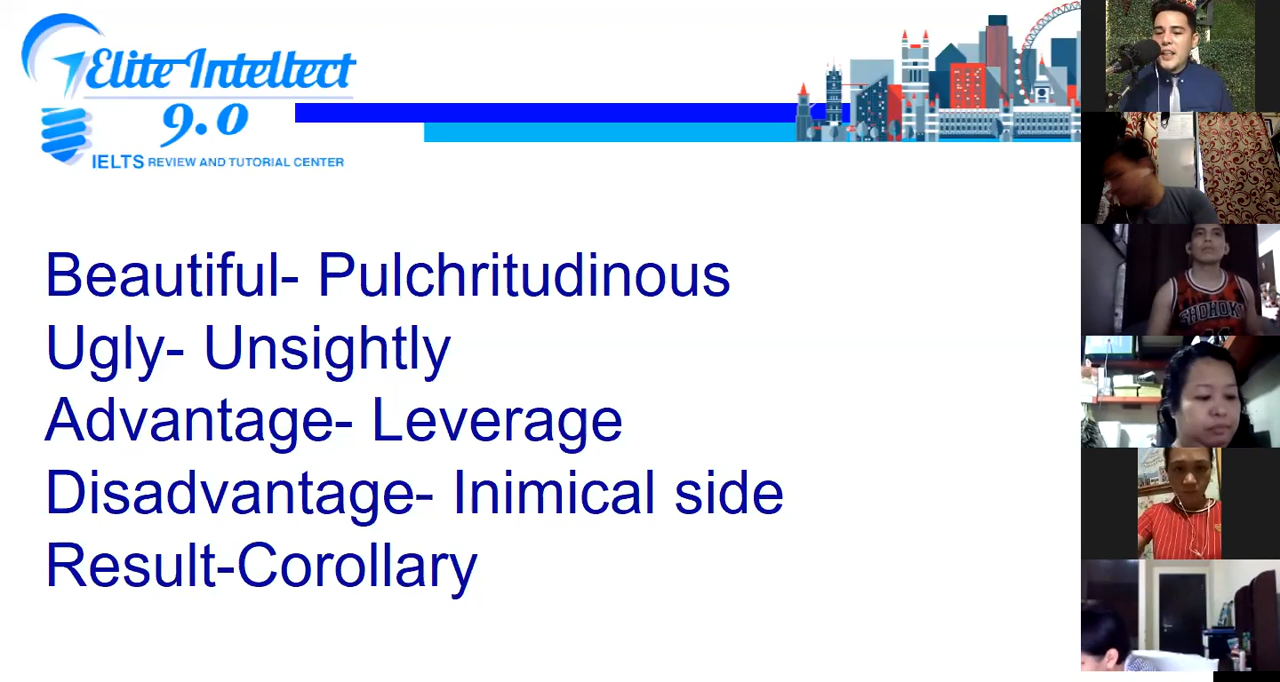 Elite Intellect
9.0
IELTS REVIEW AND TUTORIAL CENTER
Beautiful- Pulchritudinous
Ugly- Unsightly
Advantage- Leverage
Disadvantage- Inimical side
Result-Corollary
SHOHOKU